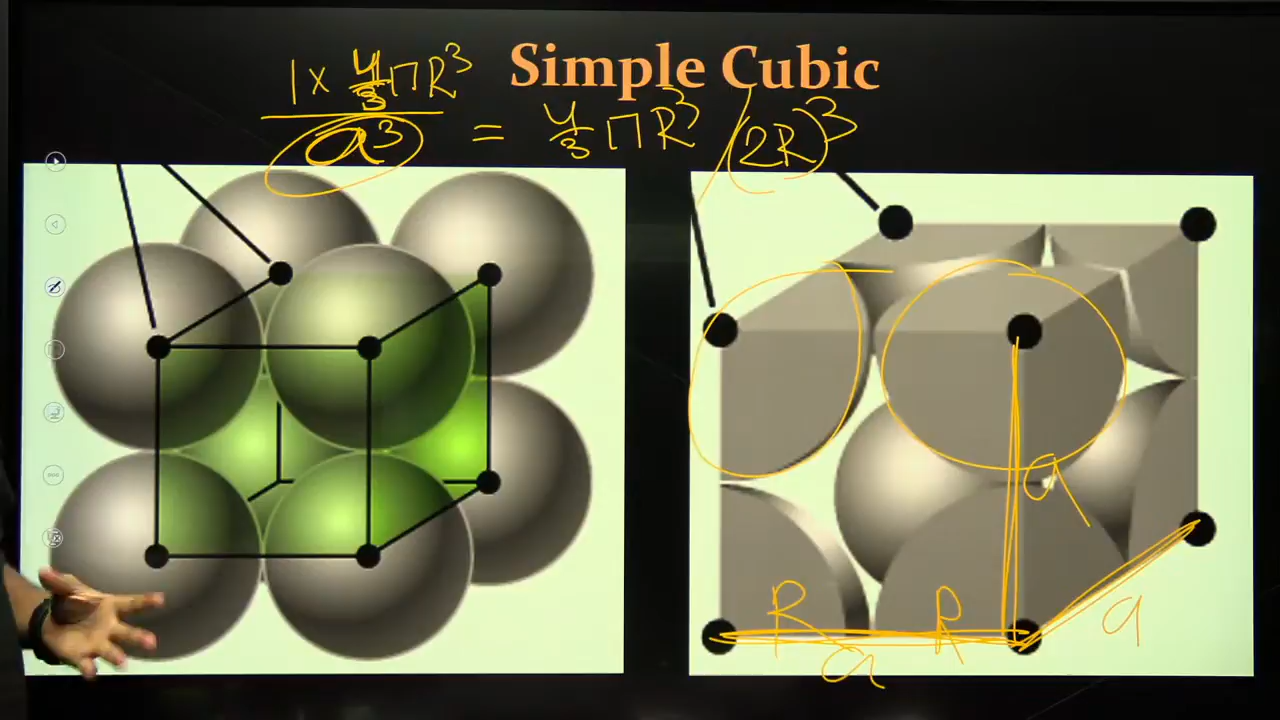 Simple Cubic
1 × 4/3 πR³
a³
= 4/3 πR³ / (2R)³
a
R R a
a